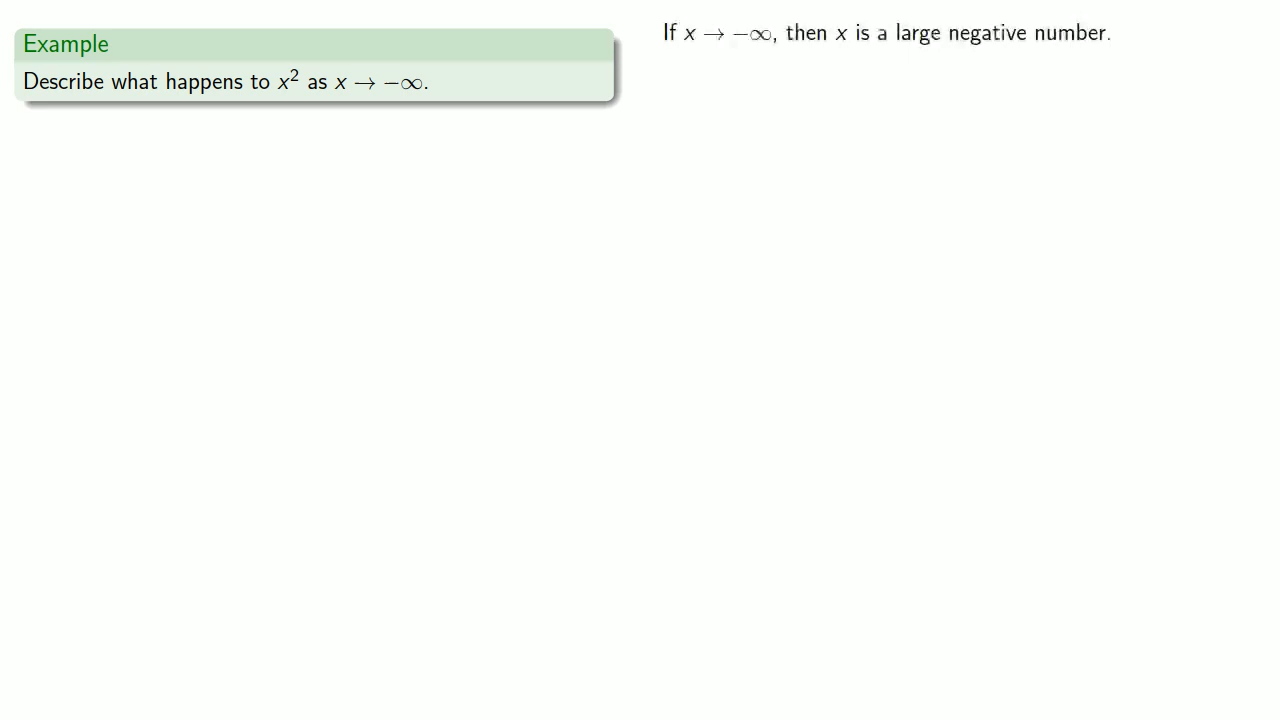 Example
Describe what happens to x² as x → −∞.
If x → −∞, then x is a large negative number.